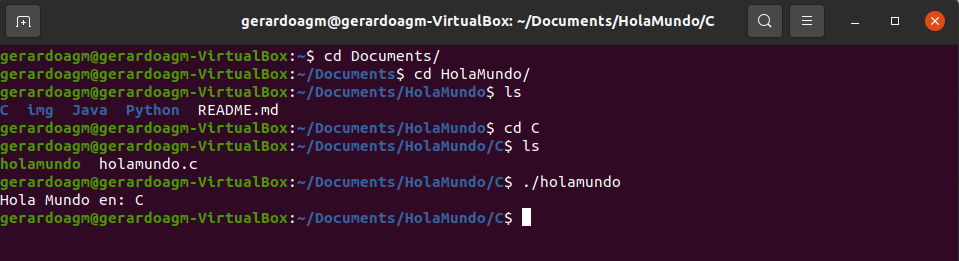 gerardoagm@gerardoagm-VirtualBox: ~/Documents/HolaMundo/C
gerardoagm@gerardoagm-VirtualBox:~$ cd Documents/
gerardoagm@gerardoagm-VirtualBox:~/Documents$ cd HolaMundo/
gerardoagm@gerardoagm-VirtualBox:~/Documents/HolaMundo$ ls
C  img  Java  Python  README.md
gerardoagm@gerardoagm-VirtualBox:~/Documents/HolaMundo$ cd C
gerardoagm@gerardoagm-VirtualBox:~/Documents/HolaMundo/C$ ls
holamundo  holamundo.c
gerardoagm@gerardoagm-VirtualBox:~/Documents/HolaMundo/C$ ./holamundo
Hola Mundo en: C
gerardoagm@gerardoagm-VirtualBox:~/Documents/HolaMundo/C$